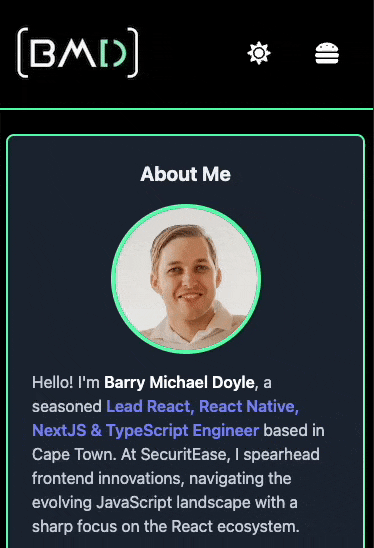 [BMD]
About Me
Hello! I'm Barry Michael Doyle, a
seasoned Lead React, React Native,
NextJS & TypeScript Engineer based in
Cape Town. At SecuritEase, I spearhead
frontend innovations, navigating the
evolving JavaScript landscape with a
sharp focus on the React ecosystem.